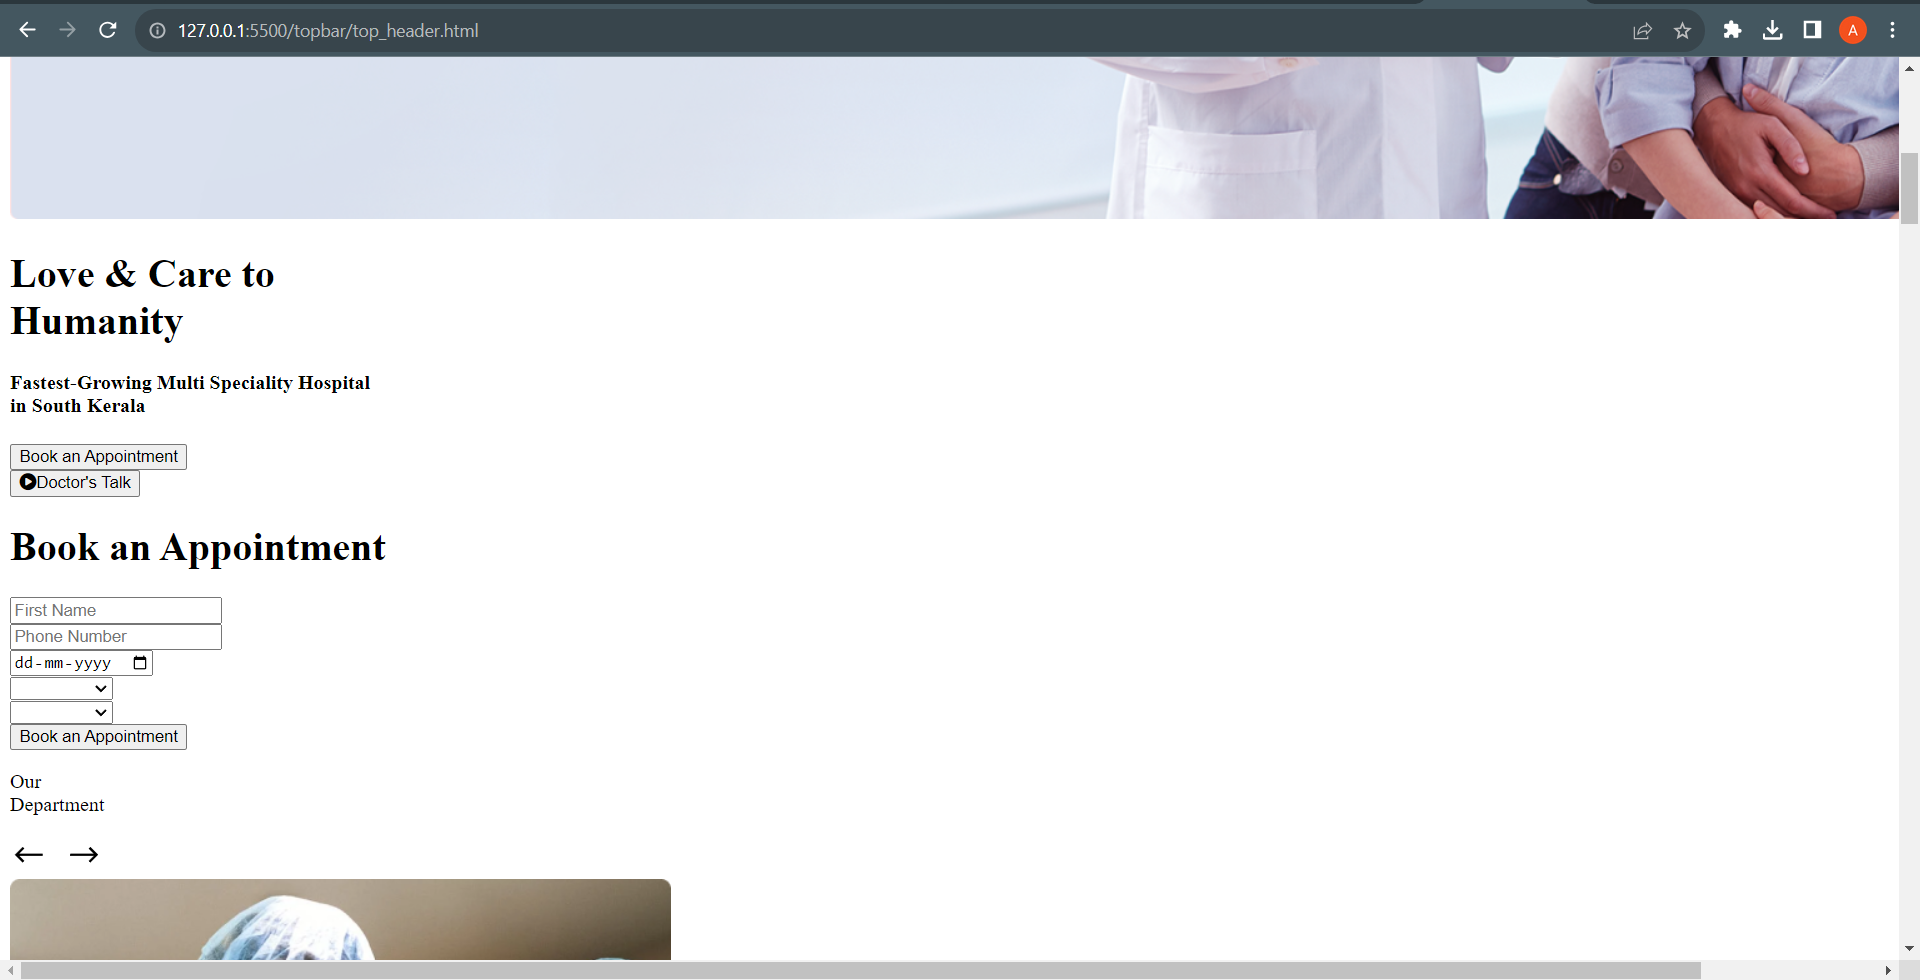 127.0.0.1:5500/topbar/top_header.html
A
Love & Care to
Humanity
Fastest-Growing Multi Speciality Hospital
in South Kerala
Book an Appointment
Doctor's Talk
Book an Appointment
First Name
Phone Number
dd-mm-yyyy
Book an Appointment
Our
Department